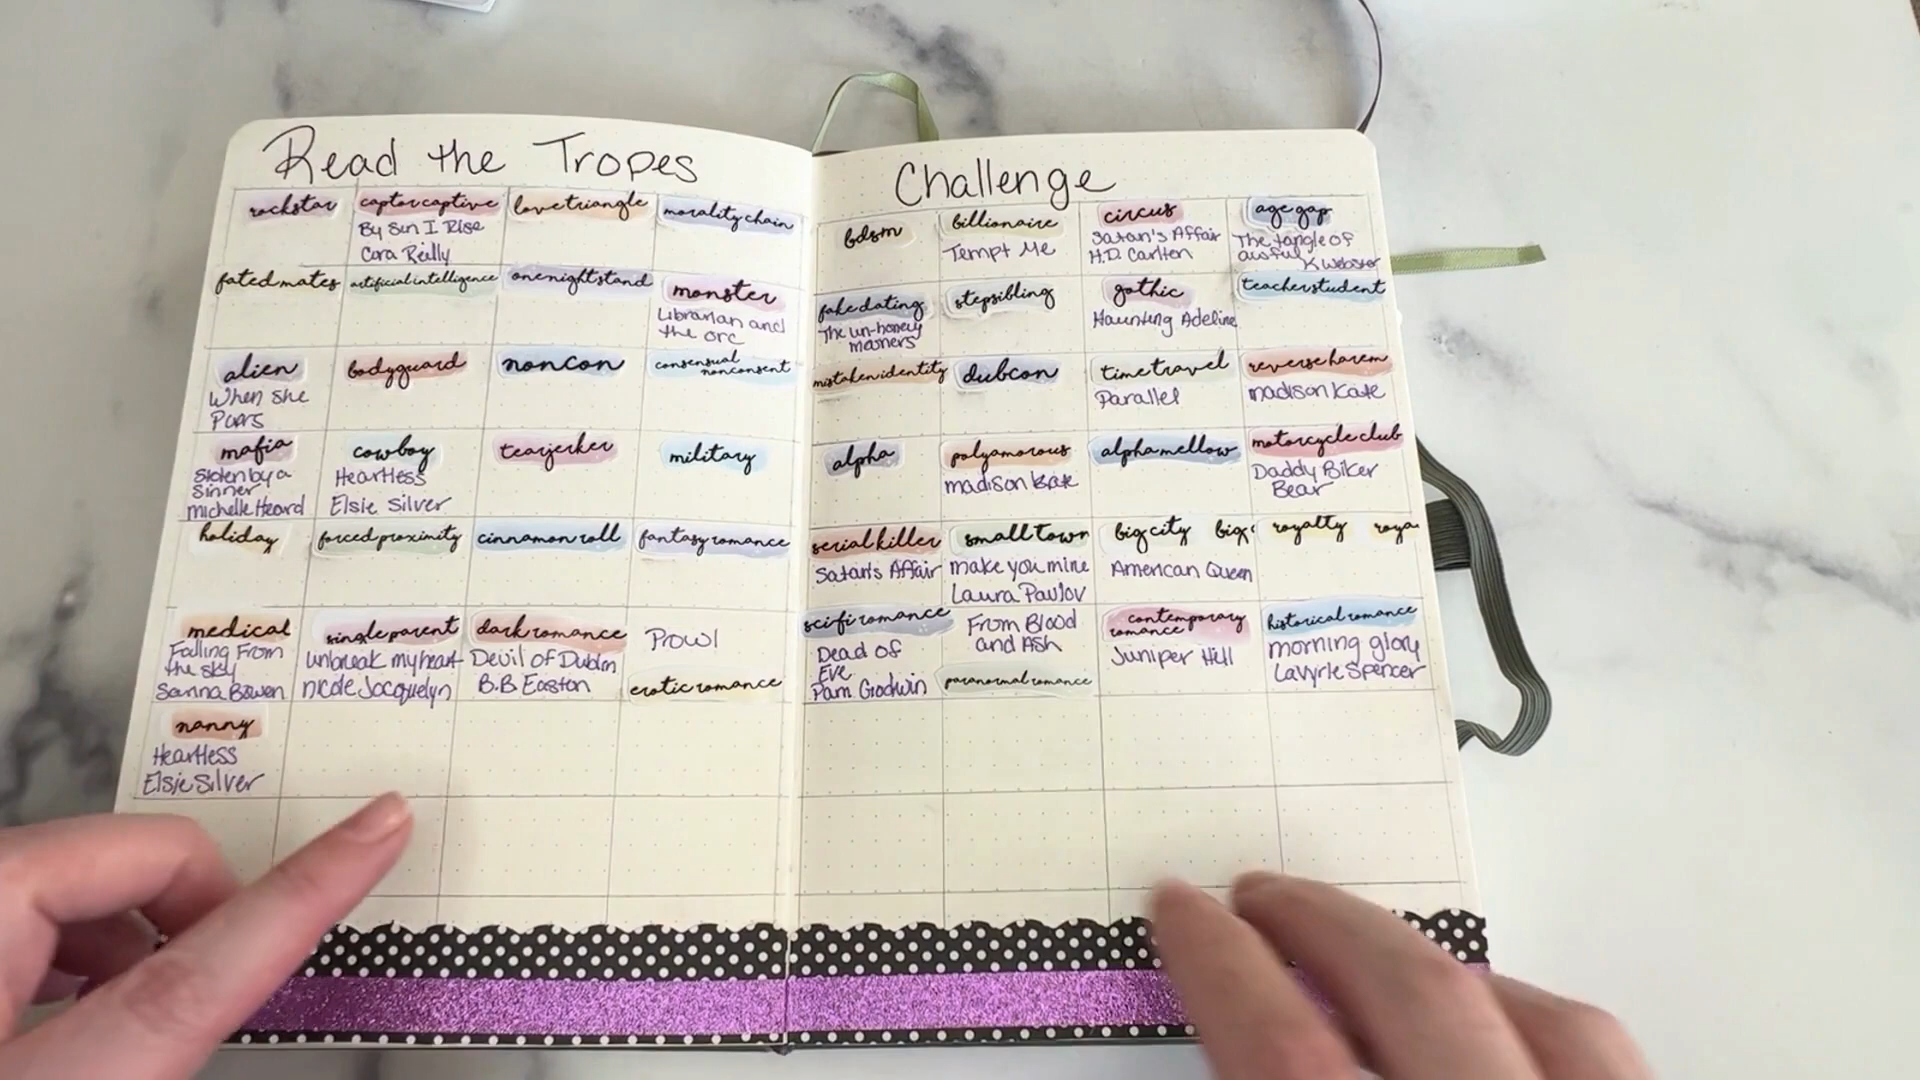 Read the Tropes
rockstar
captor captive
By Sin I Rise
Cora Reilly
love triangle
morality chain
fated mates
artificial intelligence
one night stand
monster
Librarian and
the orc
alien
When She
Purrs
bodyguard
noncon
consensual
nonconsent
mafia
Stolen by a
Sinner
Michelle Heard
cowboy
Heartless
Elsie Silver
tearjerker
military
holiday
forced proximity
cinnamon roll
fantasy romance
medical
Falling From
the sky
Sarina Bowen
single parent
unbreak my heart
Nicole Jacquelyn
dark romance
Devil of Dublin
B.B. Easton
Prowl
erotic romance
nanny
Heartless
Elsie Silver
Challenge
bdsm
billionaire
Tempt Me
circus
Satan's Affair
H.D. Carlton
age gap
The tangle of
awful
K Webster
fake dating
The un-honey
mooners
stepsibling
gothic
Haunting Adeline
teacher student
mistaken identity
dubcon
time travel
Parallel
reverse harem
madison Kate
alpha
polyamorous
madison Kate
alphamellow
motorcycle club
Daddy Biker
Bear
serial killer
Satan's Affair
small town
make you mine
Laura Pavlov
big city big c
American Queen
royalty roya
scifi romance
Dead of
Eve
Pam Godwin
From Blood
and Ash
paranormal romance
contemporary
romance
Juniper Hill
historical romance
morning glory
LaVyrle Spencer